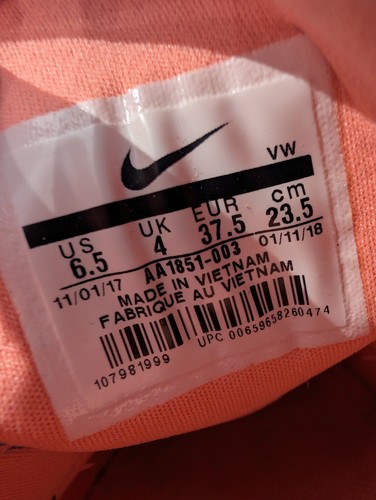 VW
US UK EUR cm
6.5 4 37.5 23.5
11/01/17 AA1851-003 01/11/18
MADE IN VIETNAM
FABRIQUE AU VIETNAM
107981999 UPC 00659658260474